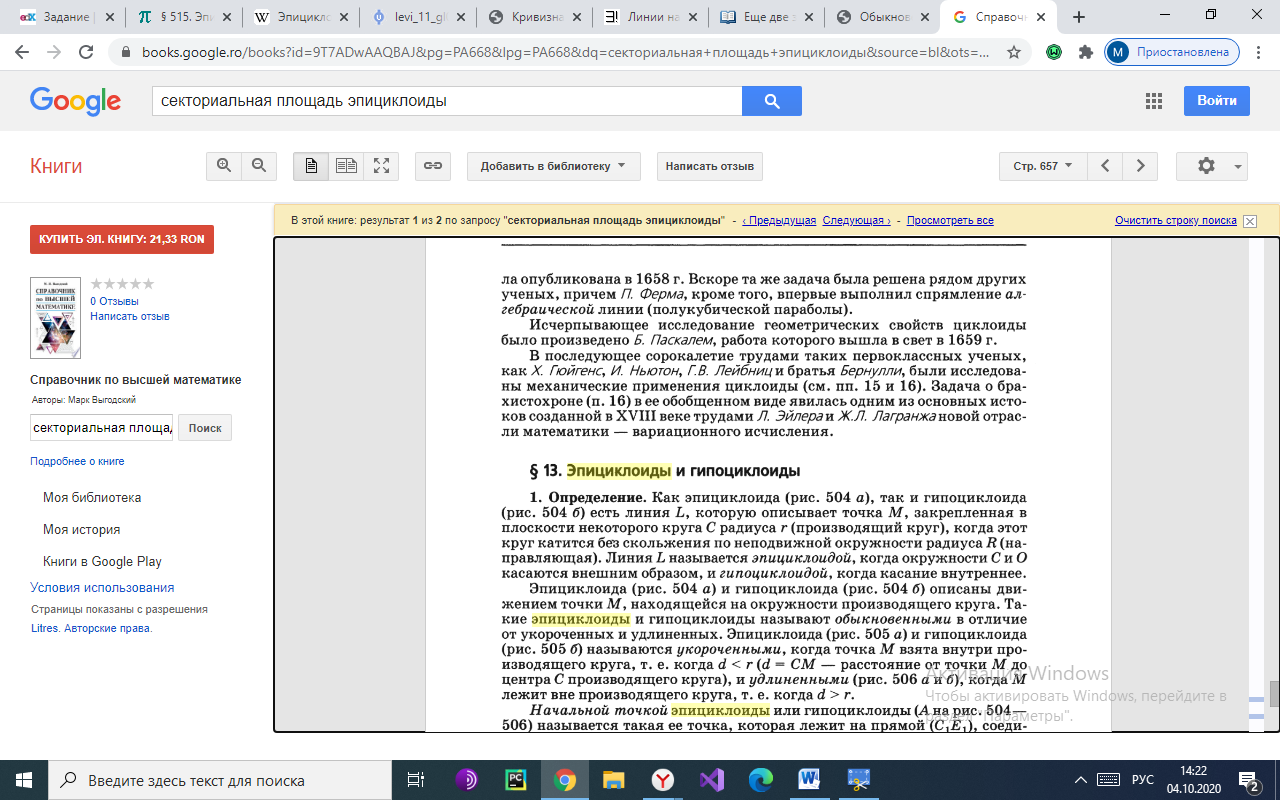 Задание
§ 515. Эпи
Эпицикло
levi_11_gl
Кривизна
Линии на
Еще две з
Обыкнов
Справочн
books.google.ro/books?id=9T7ADwAAQBAJ&pg=PA668&lpg=PA668&dq=секториальная+площадь+эпициклоиды&source=bl&ots=...
М Приостановлена
Google
секториальная площадь эпициклоиды
Войти
Книги
Добавить в библиотеку
Написать отзыв
Стр. 657
В этой книге: результат 1 из 2 по запросу "секториальная площадь эпициклоиды" - ‹ Предыдущая Следующая › - Просмотреть все
Очистить строку поиска
КУПИТЬ ЭЛ. КНИГУ: 21,33 RON
СПРАВОЧНИК
ПО ВЫСШЕЙ
МАТЕМАТИКЕ
0 Отзывы
Написать отзыв
Справочник по высшей математике
Авторы: Марк Выгодский
секториальная площад
Поиск
Подробнее о книге
Моя библиотека
Моя история
Книги в Google Play
Условия использования
Страницы показаны с разрешения
Litres. Авторские права.
ла опубликована в 1658 г. Вскоре та же задача была решена рядом других
ученых, причем П. Ферма, кроме того, впервые выполнил спрямление ал-
гебраической линии (полукубической параболы).
Исчерпывающее исследование геометрических свойств циклоиды
было произведено Б. Паскалем, работа которого вышла в свет в 1659 г.
В последующее сорокалетие трудами таких первоклассных ученых,
как Х. Гюйгенс, И. Ньютон, Г.В. Лейбниц и братья Бернулли, были исследова-
ны механические применения циклоиды (см. пп. 15 и 16). Задача о бра-
хистохроне (п. 16) в ее обобщенном виде явилась одним из основных исто-
ков созданной в XVIII веке трудами Л. Эйлера и Ж.Л. Лагранжа новой отрас-
ли математики — вариационного исчисления.
§ 13. Эпициклоиды и гипоциклоиды
1. Определение. Как эпициклоида (рис. 504 а), так и гипоциклоида
(рис. 504 б) есть линия L, которую описывает точка М, закрепленная в
плоскости некоторого круга С радиуса r (производящий круг), когда этот
круг катится без скольжения по неподвижной окружности радиуса R (на-
правляющая). Линия L называется эпициклоидой, когда окружности С и О
касаются внешним образом, и гипоциклоидой, когда касание внутреннее.
Эпициклоида (рис. 504 а) и гипоциклоида (рис. 504 б) описаны дви-
жением точки М, находящейся на окружности производящего круга. Та-
кие эпициклоиды и гипоциклоиды называют обыкновенными в отличие
от укороченных и удлиненных. Эпициклоида (рис. 505 а) и гипоциклоида
(рис. 505 б) называются укороченными, когда точка М взята внутри про-
изводящего круга, т. е. когда d < r (d = CM — расстояние от точки М до
центра С производящего круга), и удлиненными (рис. 506 а и б), когда М
лежит вне производящего круга, т. е. когда d > r.
Начальной точкой эпициклоиды или гипоциклоиды (А на рис. 504—
506) называется такая ее точка, которая лежит на прямой (C₁E₁), соеди-
Активация Windows
Чтобы активировать Windows, перейдите в
раздел "Параметры".
Введите здесь текст для поиска
РУС
14:22
04.10.2020
2